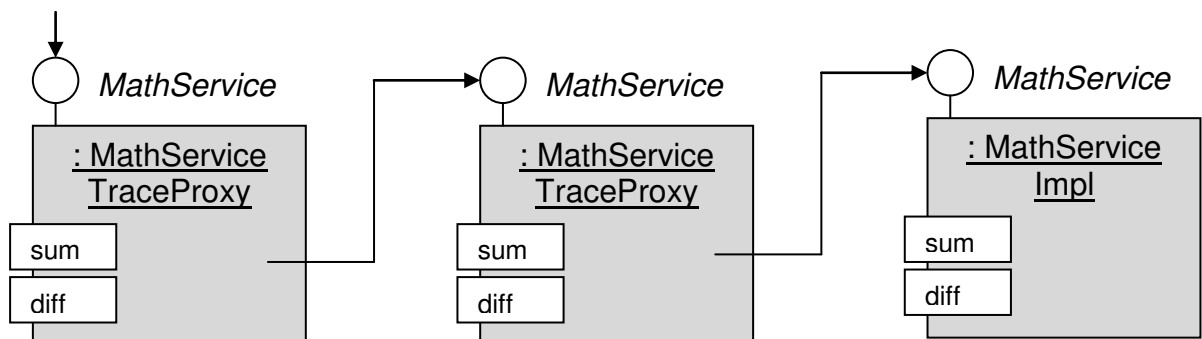 MathService
MathService
MathService
: MathService
TraceProxy
: MathService
TraceProxy
: MathService
Impl
sum
sum
sum
diff
diff
diff